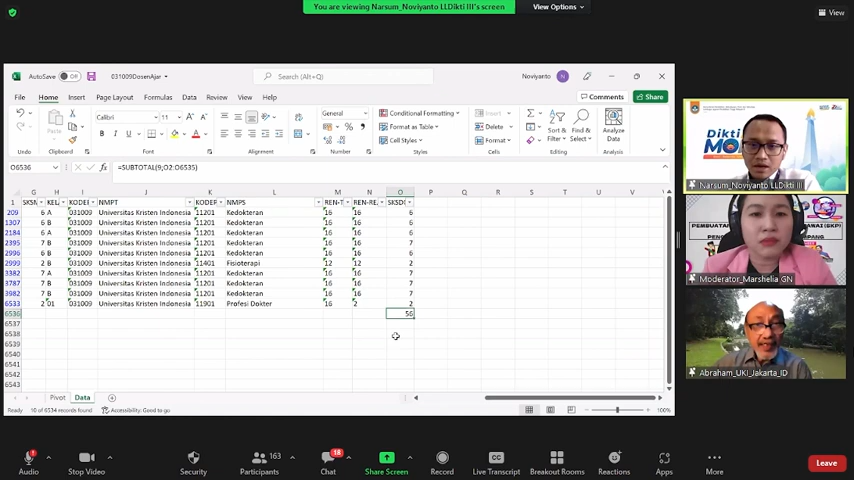 You are viewing Narsum_Noviyanto LLDikti III's screen
View Options
View
AutoSave Off 031009DosenAjar
Search (Alt+Q)
Noviyanto N
File Home Insert Page Layout Formulas Data Review View Help
Comments Share
Calibri 11
General
Conditional Formatting
Format as Table
Cell Styles
Insert
Delete
Format
Sort & Filter
Find & Select
Analyze Data
Paste
Undo Clipboard Font Alignment Number Styles Cells Editing Analysis
O6536 =SUBTOTAL(9;O2:O6535)
G H I J K L M N O P Q R S T U V
1 SKSM KEL KODEF NMPT KODEF NMPS REN-T REN-RE SKSD
209 6 A 031009 Universitas Kristen Indonesia 11201 Kedokteran 16 16 6
1307 6 B 031009 Universitas Kristen Indonesia 11201 Kedokteran 16 16 6
2184 6 A 031009 Universitas Kristen Indonesia 11201 Kedokteran 16 16 6
2395 7 B 031009 Universitas Kristen Indonesia 11201 Kedokteran 16 16 7
2996 6 B 031009 Universitas Kristen Indonesia 11201 Kedokteran 16 16 6
2999 2 B 031009 Universitas Kristen Indonesia 11401 Fisioterapi 12 12 2
3382 7 A 031009 Universitas Kristen Indonesia 11201 Kedokteran 16 16 7
3787 7 B 031009 Universitas Kristen Indonesia 11201 Kedokteran 16 16 7
3982 7 B 031009 Universitas Kristen Indonesia 11201 Kedokteran 16 16 7
6533 2 01 031009 Universitas Kristen Indonesia 11901 Profesi Dokter 16 2 2
6536 56
6537
6538
6539
6540
6541
6542
6543
Pivot Data
Ready 10 of 6534 records found Accessibility: Good to go 100%
Dikti
Narsum_Noviyanto LLDikti III
Moderator_Marshelia GN
Abraham_UKI_Jakarta_ID
Audio
Stop Video
Security
163
Participants
18
Chat
Share Screen
Record
CC
Live Transcript
Breakout Rooms
Reactions
Apps
More
Leave